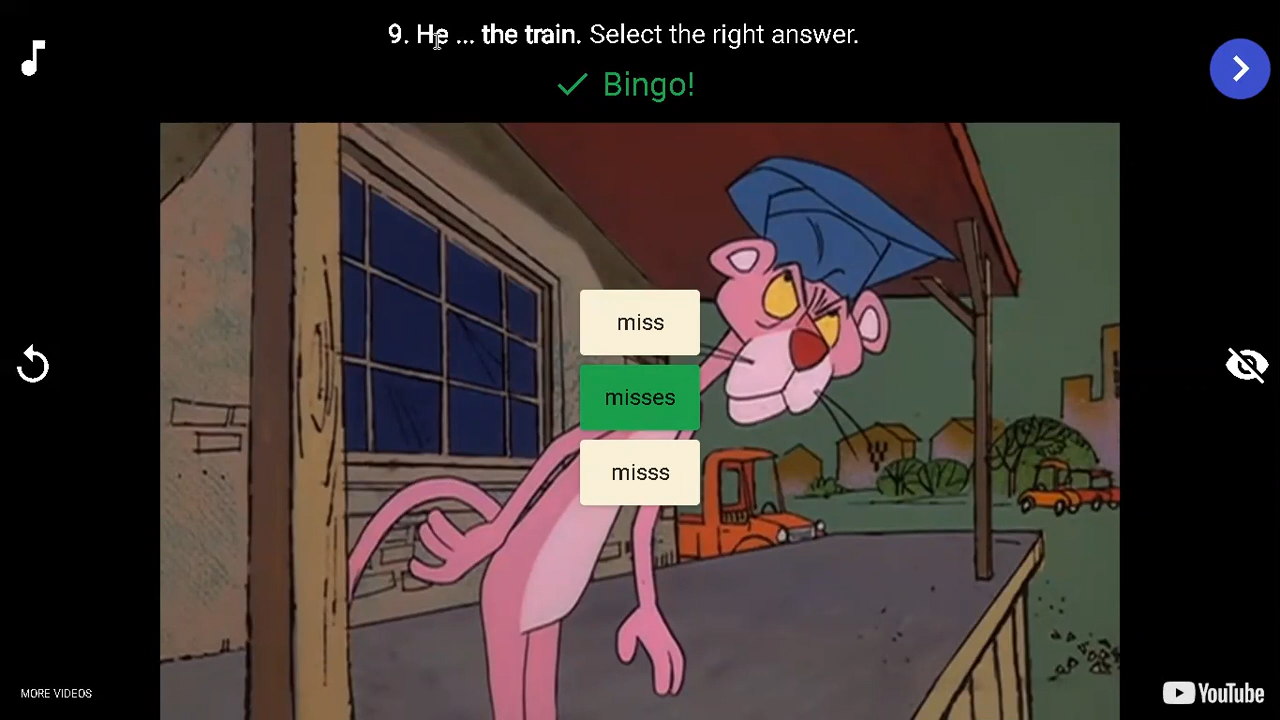 9. He ... the train. Select the right answer.
Bingo!
miss
misses
misss
MORE VIDEOS
YouTube